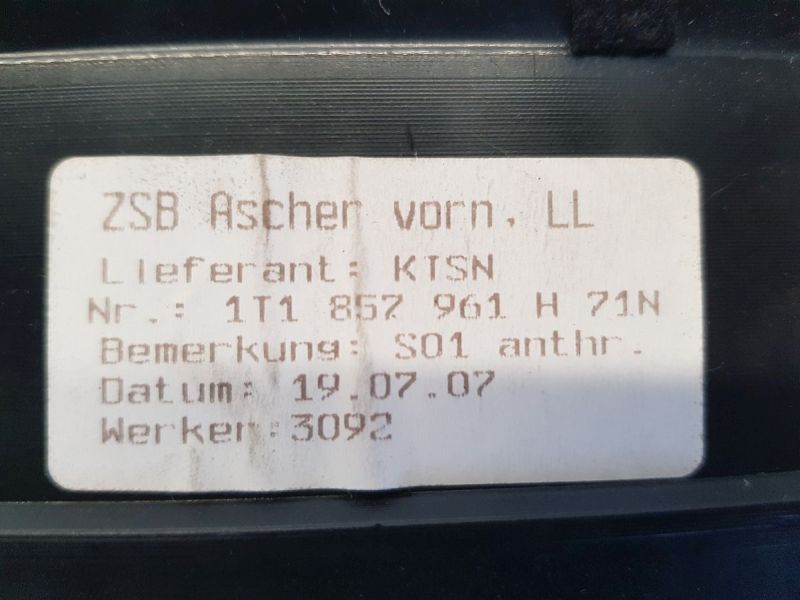 ZSB Ascher vorn. LL
Lieferant: KTSN
Nr.: 1T1 857 961 H 71N
Bemerkung: S01 anthr.
Datum: 19.07.07
Werker:3092